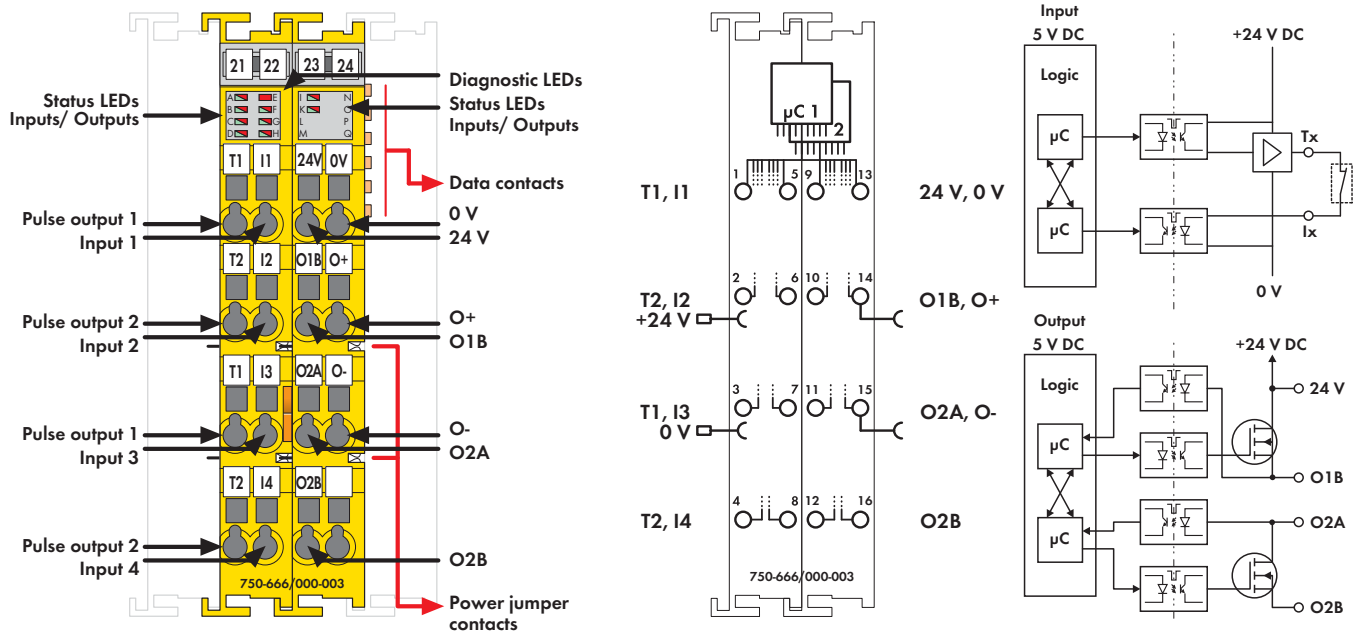 21 22 23 24
Status LEDs
Inputs/ Outputs
A E
B F
C G
D H
I N
K O
L P
M Q
Diagnostic LEDs
Status LEDs
Inputs/ Outputs
T1 I1 24V 0V
Data contacts
Pulse output 1
Input 1
0 V
24 V
T2 I2 O1B O+
Pulse output 2
Input 2
O+
O1B
T1 I3 O2A O-
Pulse output 1
Input 3
O-
O2A
T2 I4 O2B
Pulse output 2
Input 4
O2B
750-666/000-003
Power jumper
contacts
µC 1
2
1 5 9 13
T1, I1
24 V, 0 V
2 6 10 14
T2, I2
+24 V
O1B, O+
3 7 11 15
T1, I3
0 V
O2A, O-
4 8 12 16
T2, I4
O2B
750-666/000-003
Input
5 V DC
+24 V DC
Logic
µC
µC
Tx
Ix
0 V
Output
5 V DC
+24 V DC
Logic
24 V
µC
O1B
O2A
µC
O2B